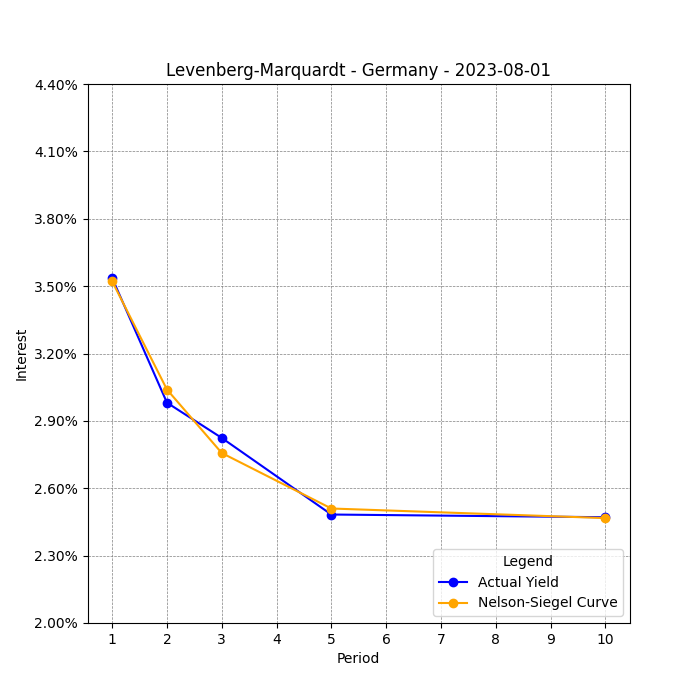 Levenberg-Marquardt - Germany - 2023-08-01
4.40%
4.10%
3.80%
3.50%
3.20%
2.90%
2.60%
2.30%
2.00%
Interest
1 2 3 4 5 6 7 8 9 10
Period
Legend
Actual Yield
Nelson-Siegel Curve